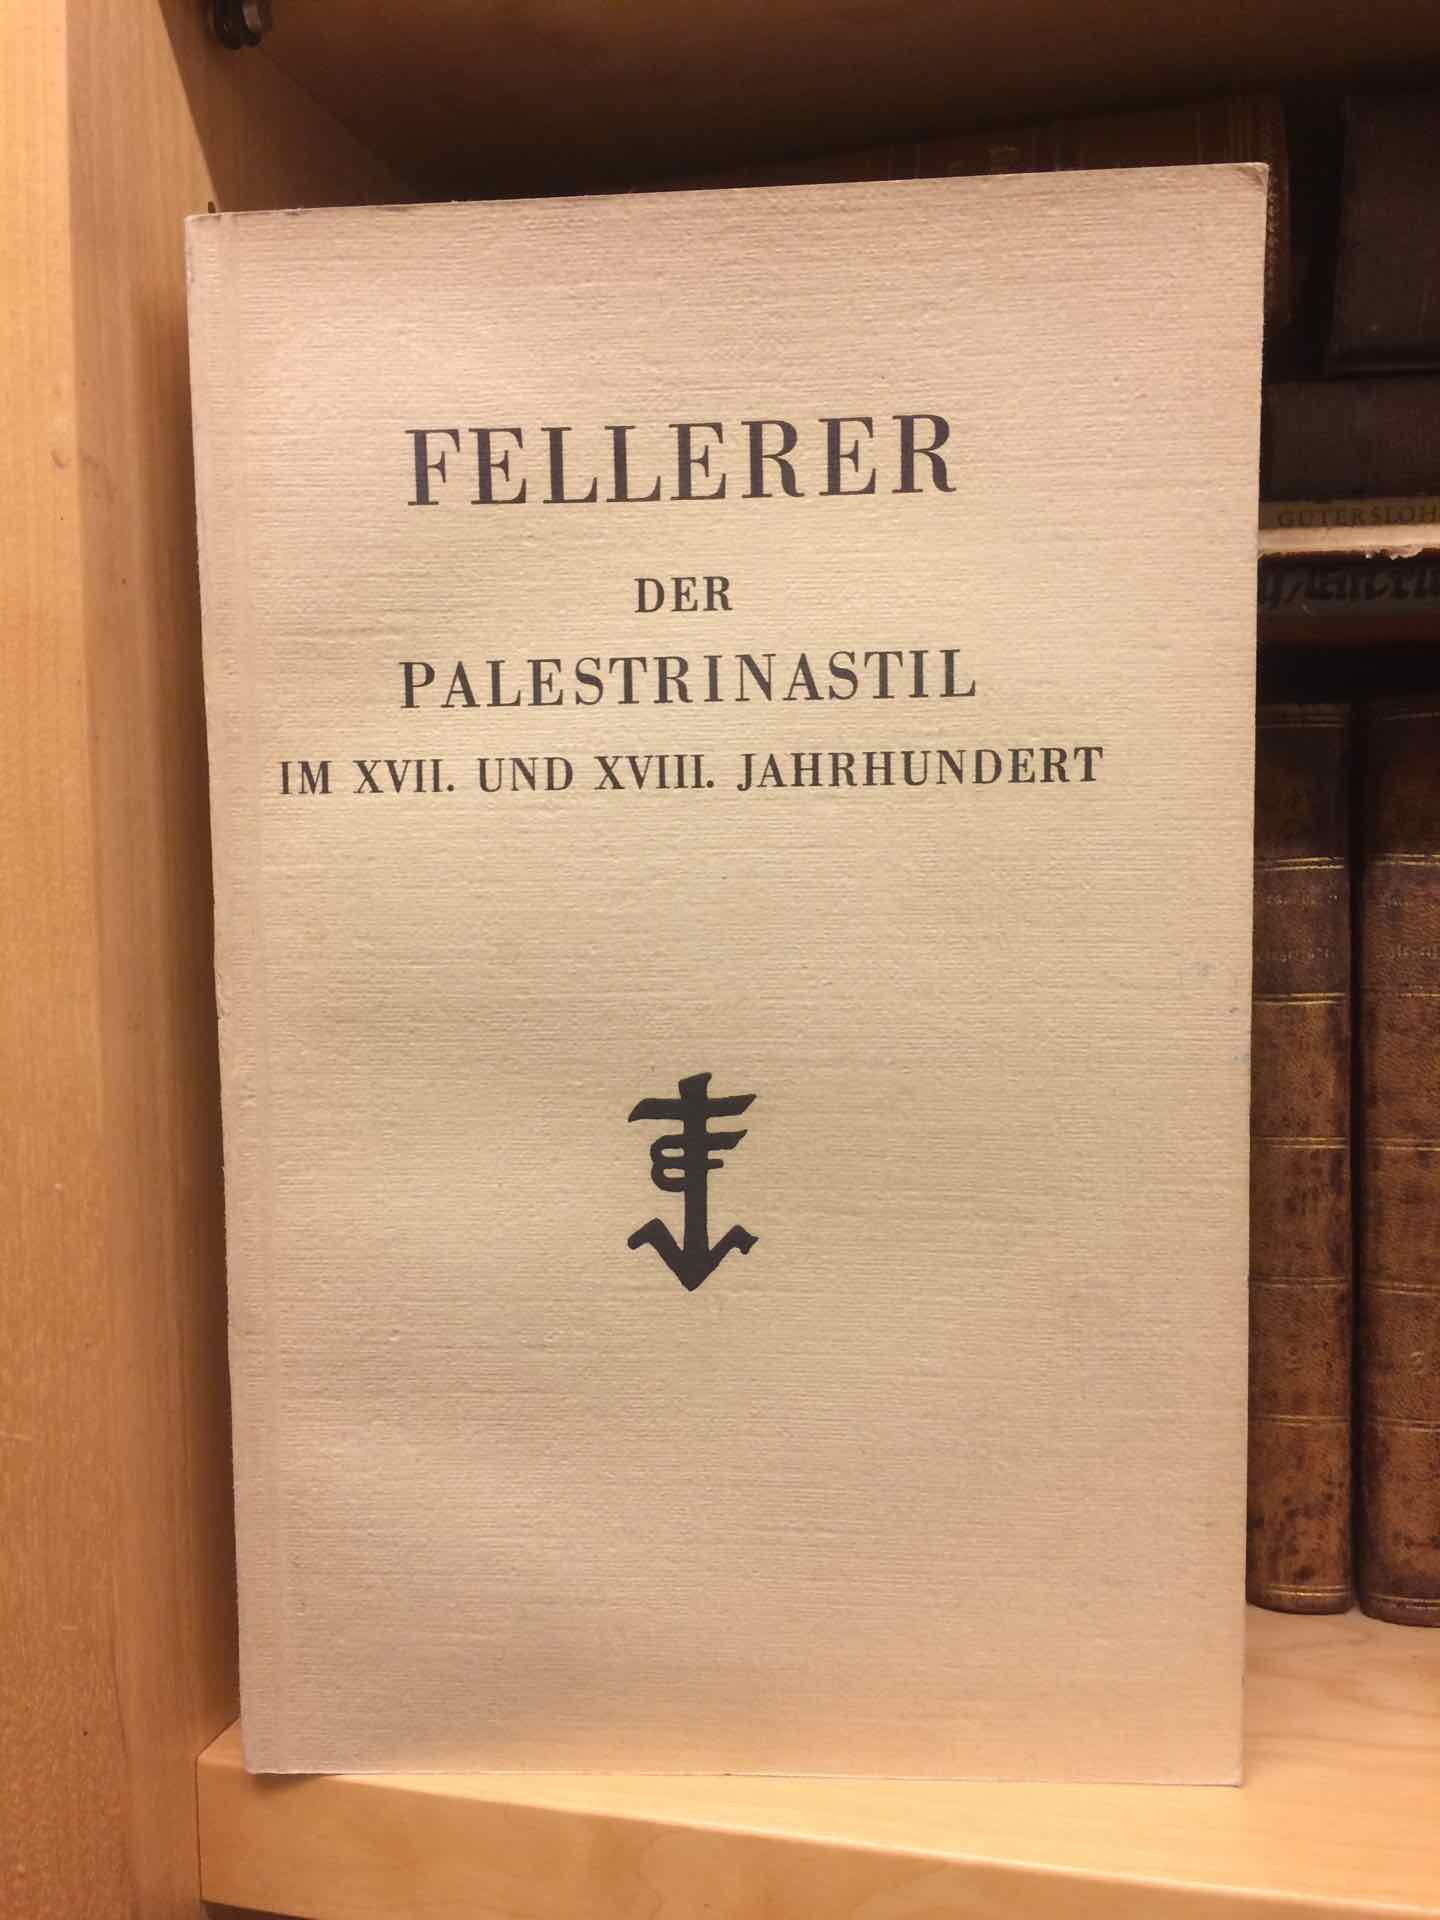 FELLERER
DER
PALESTRINASTIL
IM XVII. UND XVIII. JAHRHUNDERT
GÜTERSLOH